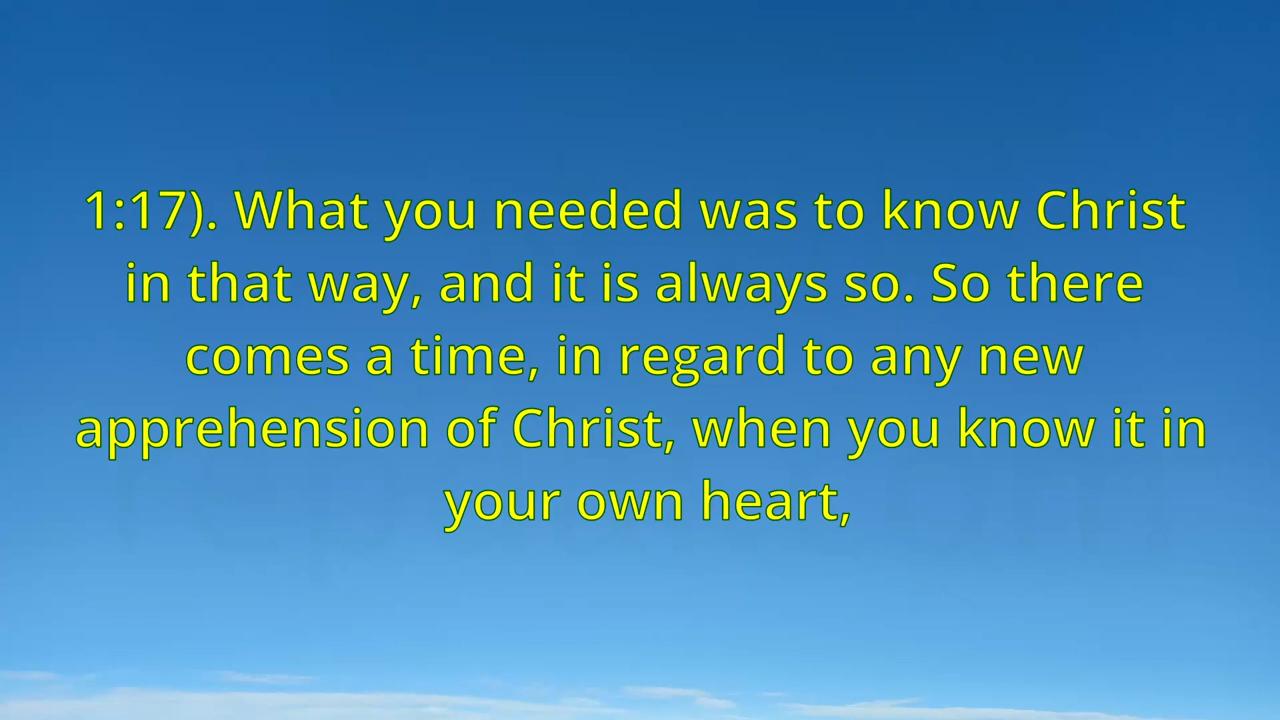 1:17). What you needed was to know Christ
in that way, and it is always so. So there
comes a time, in regard to any new
apprehension of Christ, when you know it in
your own heart,